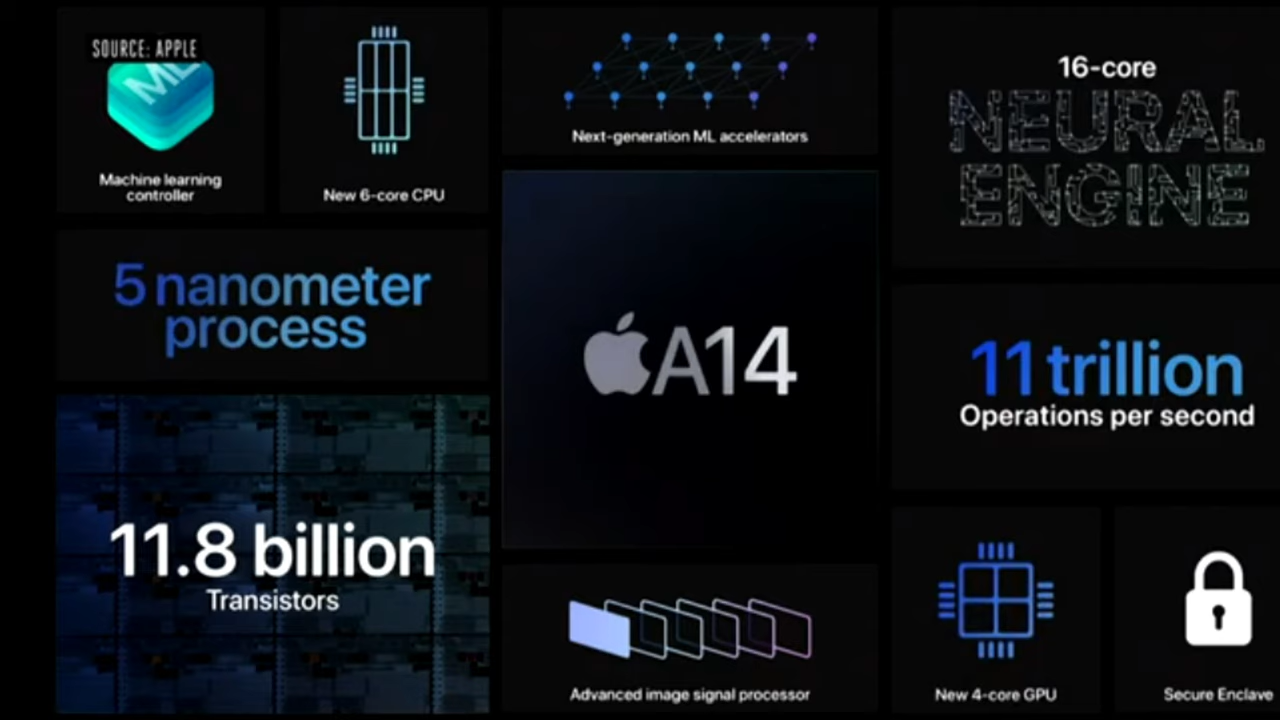 SOURCE: APPLE
ML
Machine learning
controller
New 6-core CPU
Next-generation ML accelerators
16-core
NEURAL
ENGINE
5 nanometer
process
A14
11 trillion
Operations per second
11.8 billion
Transistors
Advanced image signal processor
New 4-core GPU
Secure Enclave